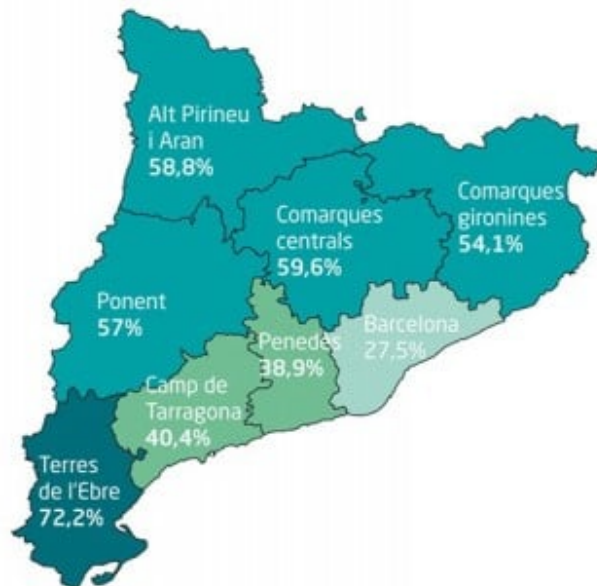 Alt Pirineu
i Aran
58,8%
Comarques
gironines
54,1%
Comarques
centrals
59,6%
Ponent
57%
Barcelona
27,5%
Penedès
38,9%
Camp de
Tarragona
40,4%
Terres
de l'Ebre
72,2%